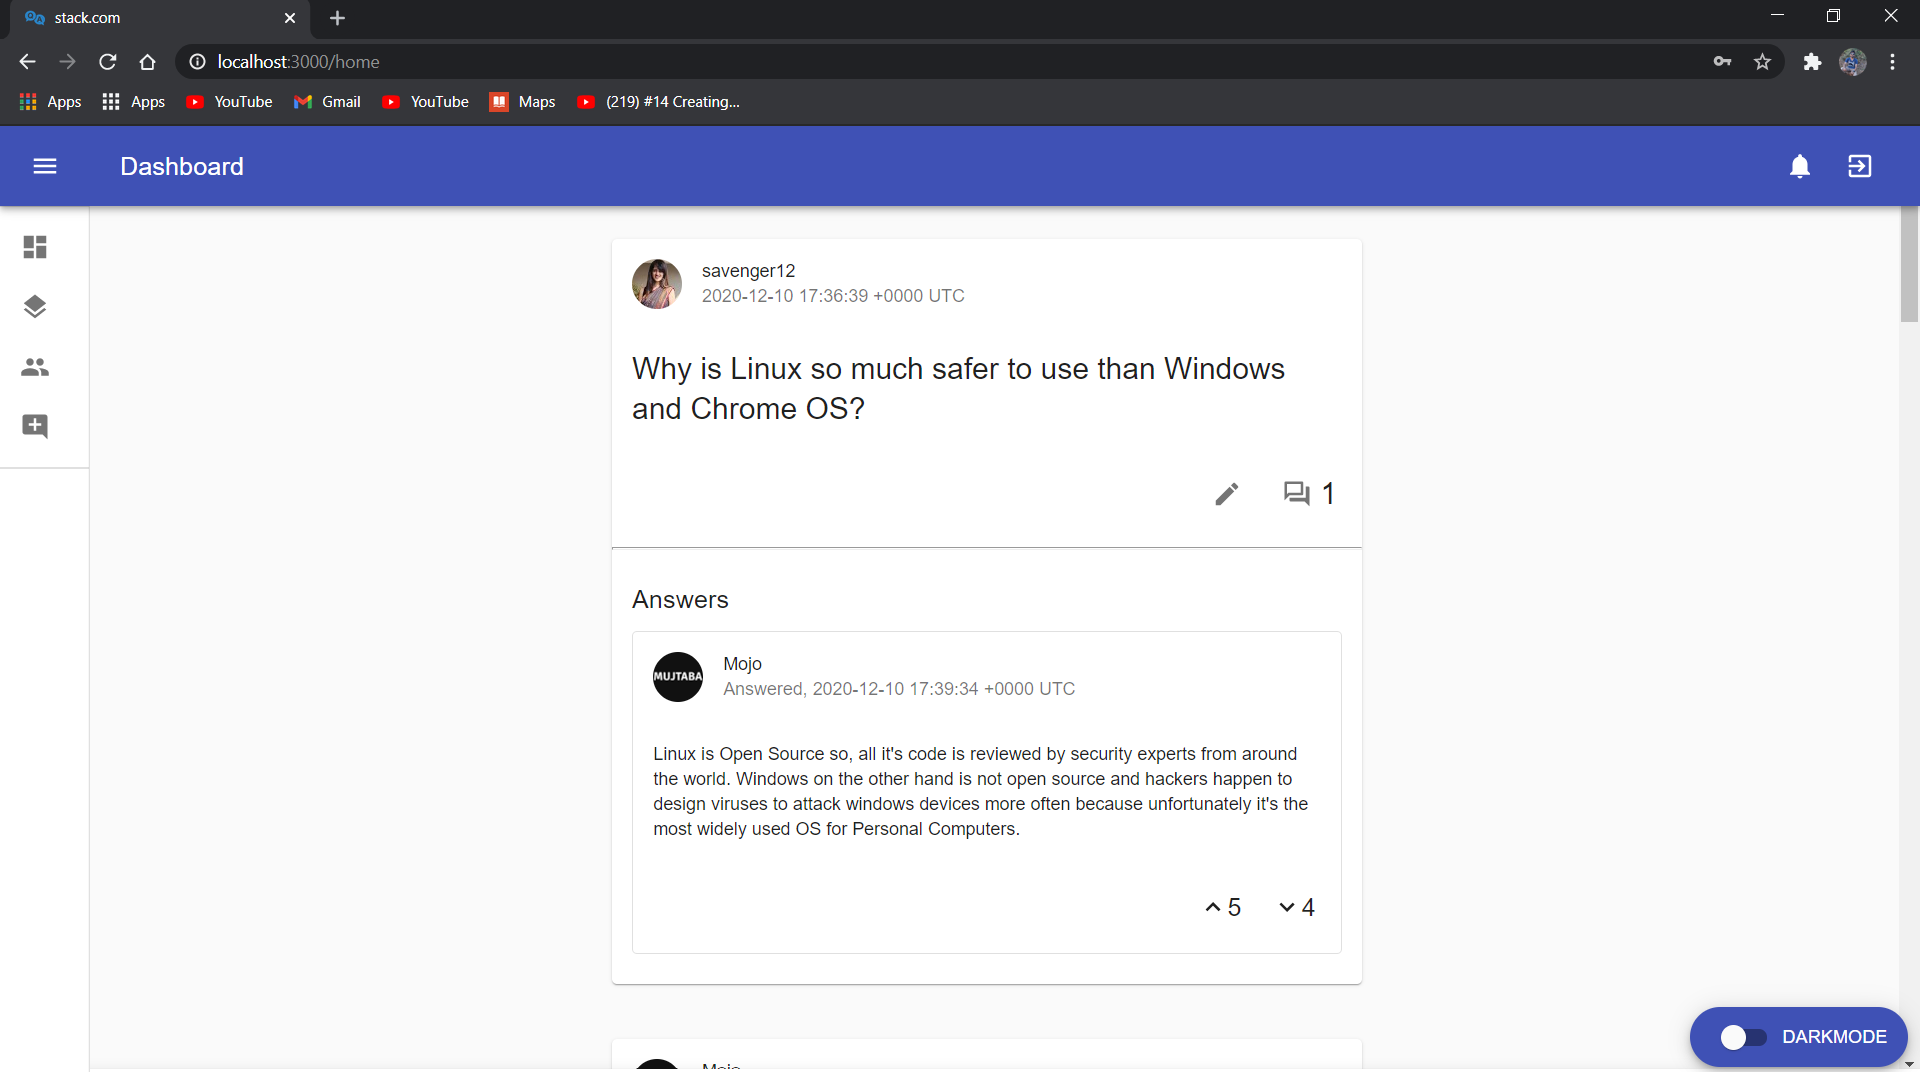 stack.com
localhost:3000/home
Apps Apps YouTube Gmail YouTube Maps (219) #14 Creating...
Dashboard
savenger12
2020-12-10 17:36:39 +0000 UTC
Why is Linux so much safer to use than Windows
and Chrome OS?
1
Answers
MUJTABA
Mojo
Answered, 2020-12-10 17:39:34 +0000 UTC
Linux is Open Source so, all it's code is reviewed by security experts from around
the world. Windows on the other hand is not open source and hackers happen to
design viruses to attack windows devices more often because unfortunately it's the
most widely used OS for Personal Computers.
5 4
DARKMODE
Mojo